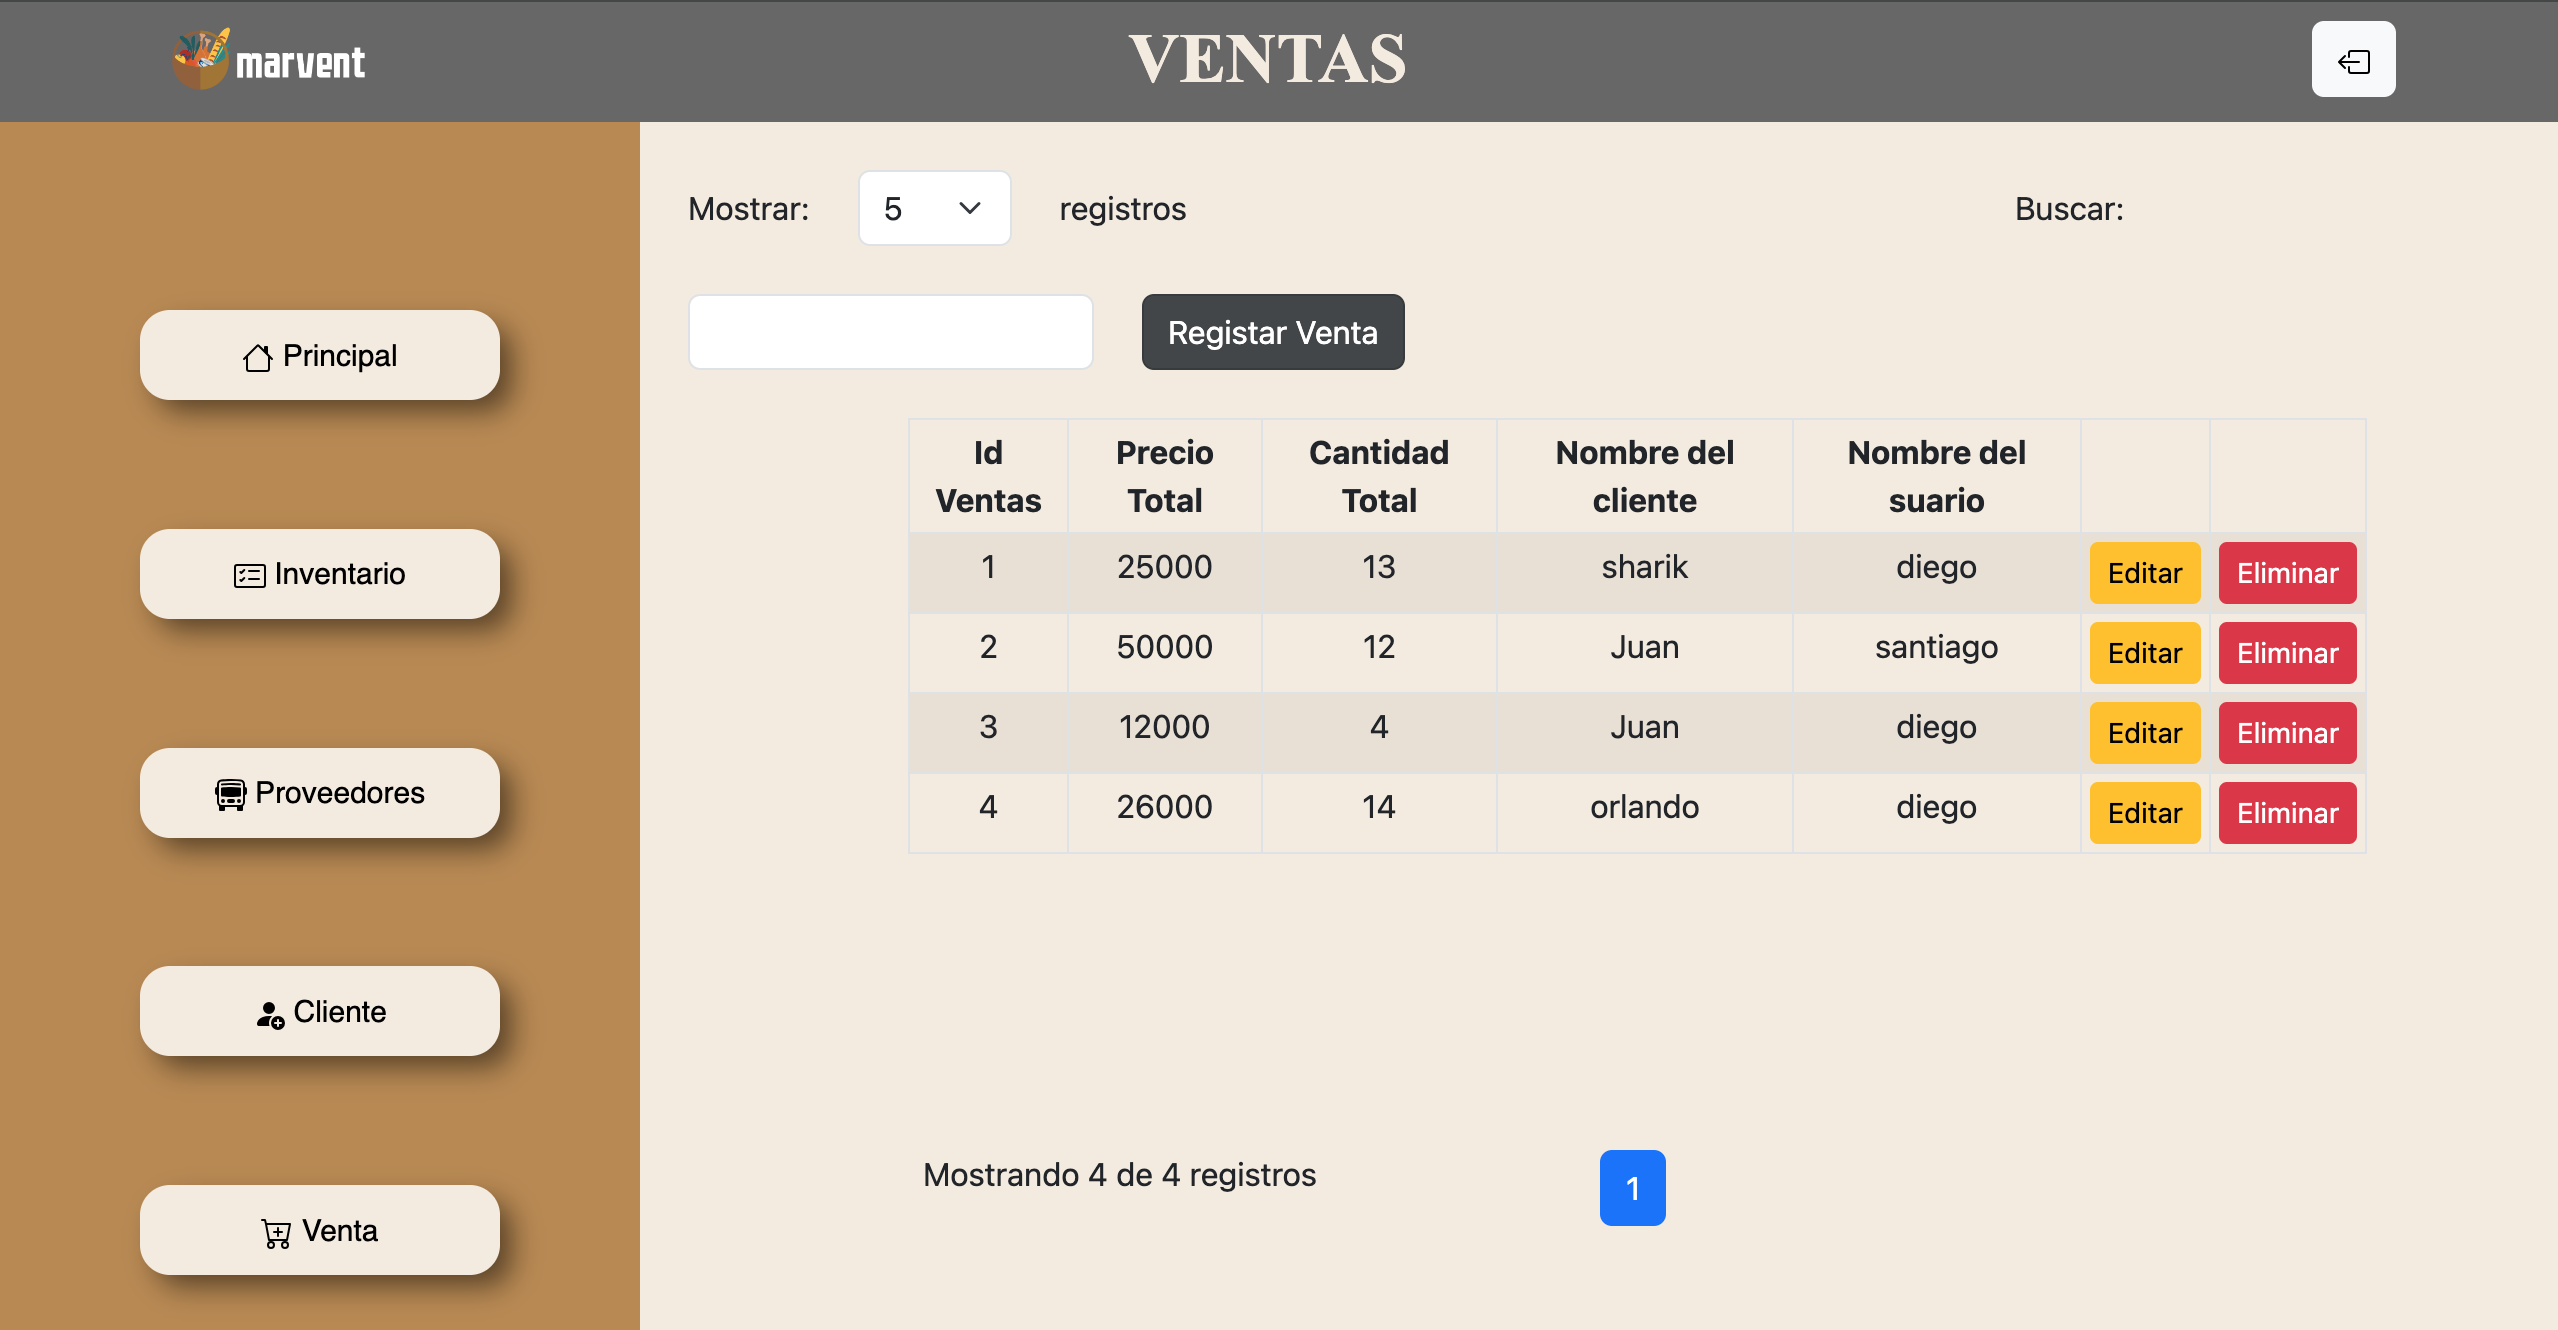 marvent
VENTAS
Mostrar: 5 registros Buscar:
Registar Venta
Principal
Inventario
Proveedores
Cliente
Venta
Id Ventas Precio Total Cantidad Total Nombre del cliente Nombre del suario
1 25000 13 sharik diego Editar Eliminar
2 50000 12 Juan santiago Editar Eliminar
3 12000 4 Juan diego Editar Eliminar
4 26000 14 orlando diego Editar Eliminar
Mostrando 4 de 4 registros 1